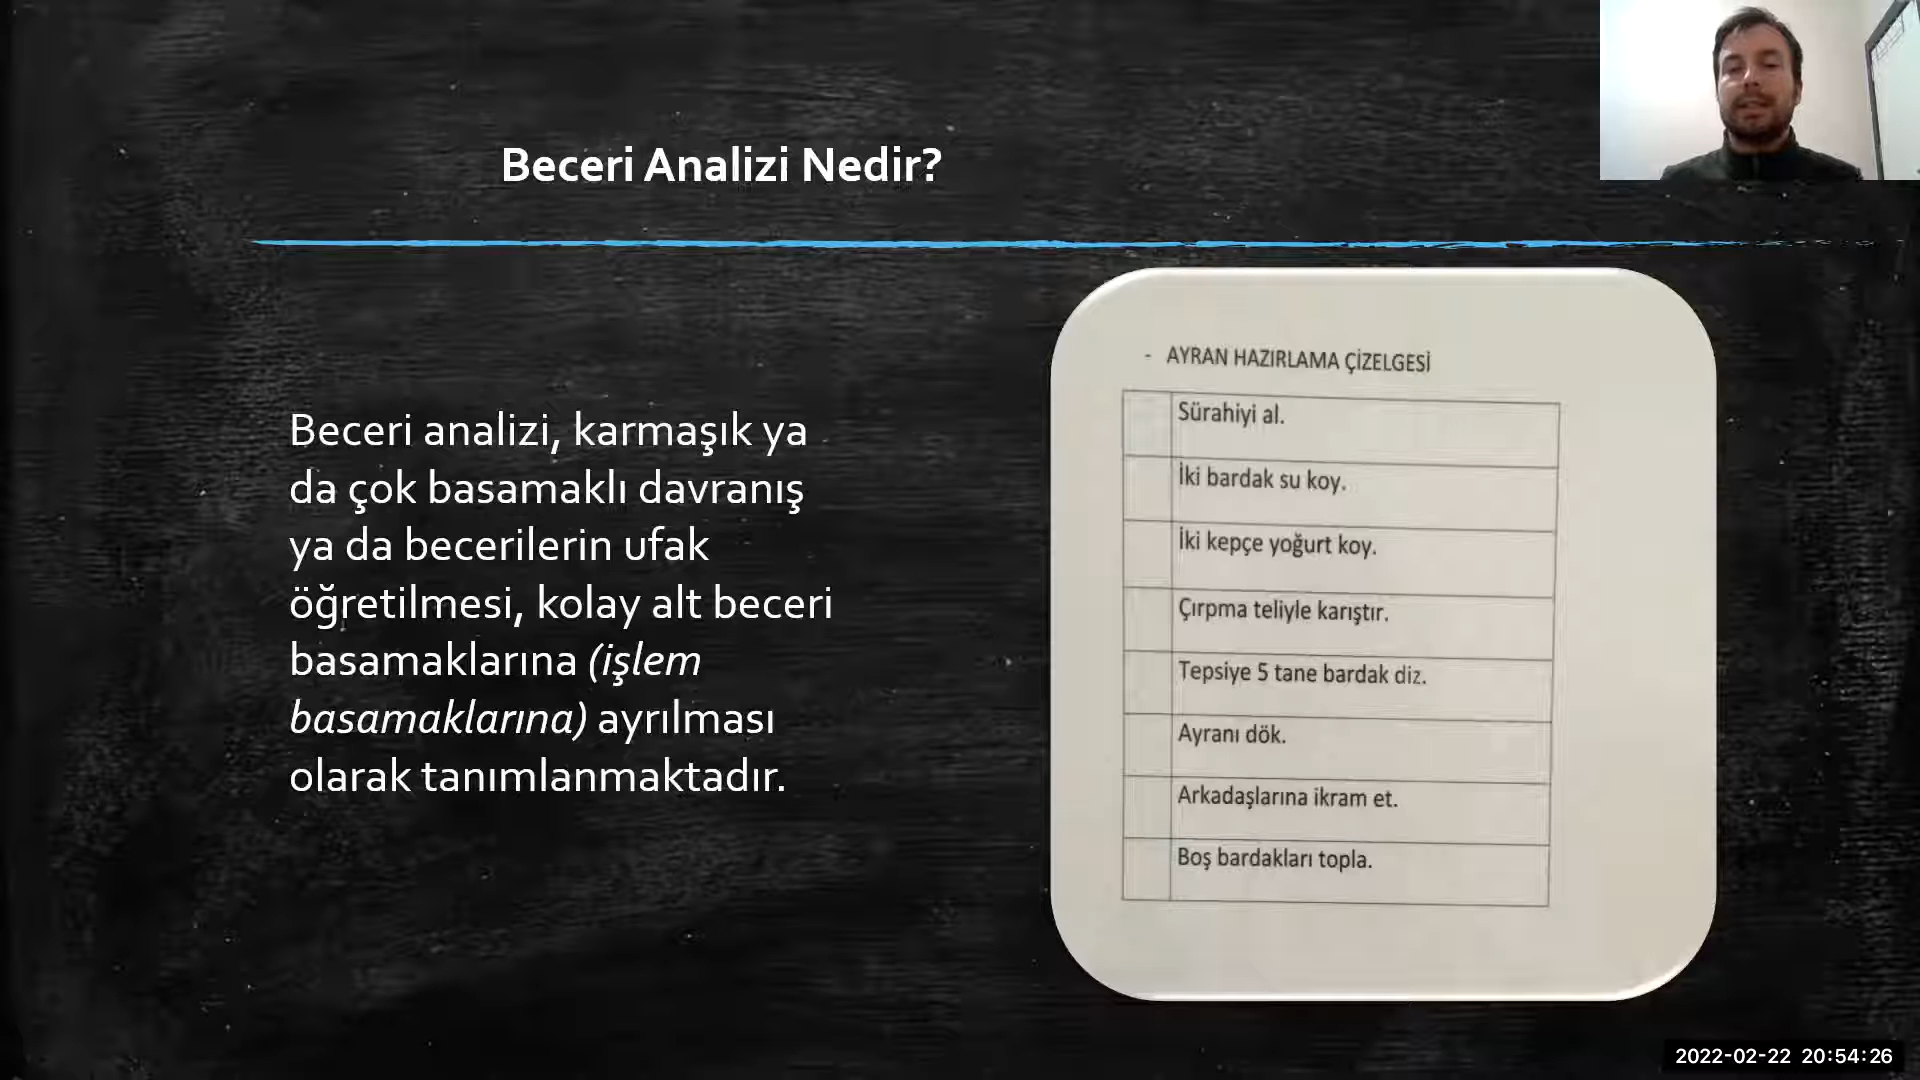 Beceri Analizi Nedir?
Beceri analizi, karmaşık ya
da çok basamaklı davranış
ya da becerilerin ufak
öğretilmesi, kolay alt beceri
basamaklarına (işlem
basamaklarına) ayrılması
olarak tanımlanmaktadır.
- AYRAN HAZIRLAMA ÇİZELGESİ
Sürahiyi al.
İki bardak su koy.
İki kepçe yoğurt koy.
Çırpma teliyle karıştır.
Tepsiye 5 tane bardak diz.
Ayranı dök.
Arkadaşlarına ikram et.
Boş bardakları topla.
2022-02-22 20:54:26